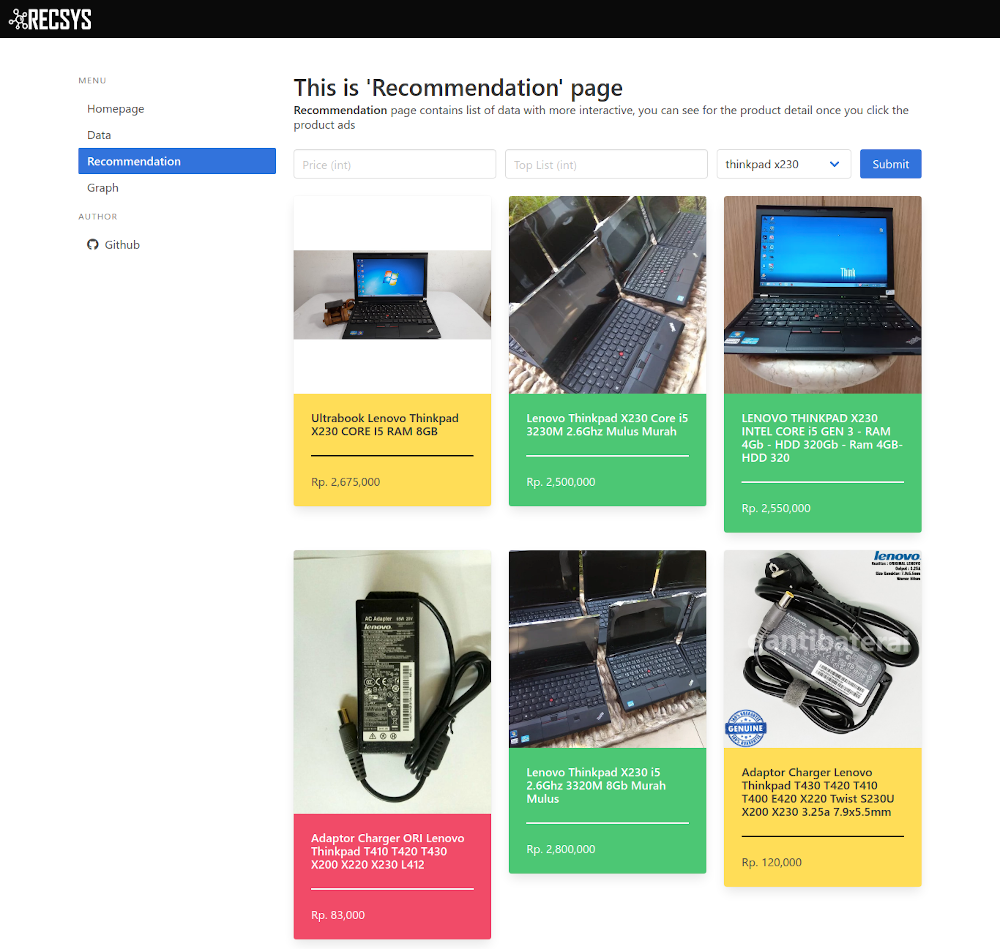 RECSYS
MENU
Homepage
Data
Recommendation
Graph
AUTHOR
Github
This is 'Recommendation' page
Recommendation page contains list of data with more interactive, you can see for the product detail once you click the
product ads
Price (int)
Top List (int)
thinkpad x230
Submit
Think
Ultrabook Lenovo Thinkpad
X230 CORE I5 RAM 8GB
Rp. 2,675,000
Lenovo Thinkpad X230 Core i5
3230M 2.6Ghz Mulus Murah
Rp. 2,500,000
LENOVO THINKPAD X230
INTEL CORE i5 GEN 3 - RAM
4Gb - HDD 320Gb - Ram 4GB-
HDD 320
Rp. 2,550,000
AC Adapter 65W 20V
lenovo
Adaptor Charger ORI Lenovo
Thinkpad T410 T420 T430
X200 X220 X230 L412
Rp. 83,000
Lenovo Thinkpad X230 i5
2.6Ghz 3320M 8Gb Murah
Mulus
Rp. 2,800,000
lenovo
gantibaterai
GENUINE
Adaptor Charger Lenovo
Thinkpad T430 T420 T410
T400 E420 X220 Twist S230U
X200 X230 3.25a 7.9x5.5mm
Rp. 120,000